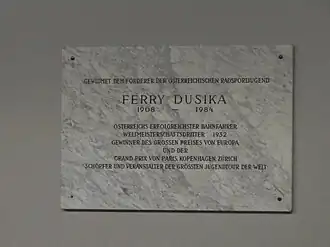 GEWIDMET DEM FÖRDERER DER ÖSTERREICHISCHEN RADSPORTJUGEND
FERRY DUSIKA
1908 — 1984
ÖSTERREICHS ERFOLGREICHSTER BAHNFAHRER
WELTMEISTERSCHAFTSDRITTER 1932
GEWINNER DES GROSSEN PREISES VON EUROPA
UND DER
GRAND PRIX VON PARIS, KOPENHAGEN, ZÜRICH
SCHÖPFER UND VERANSTALTER DER GRÖSSTEN JUGENDTOUR DER WELT